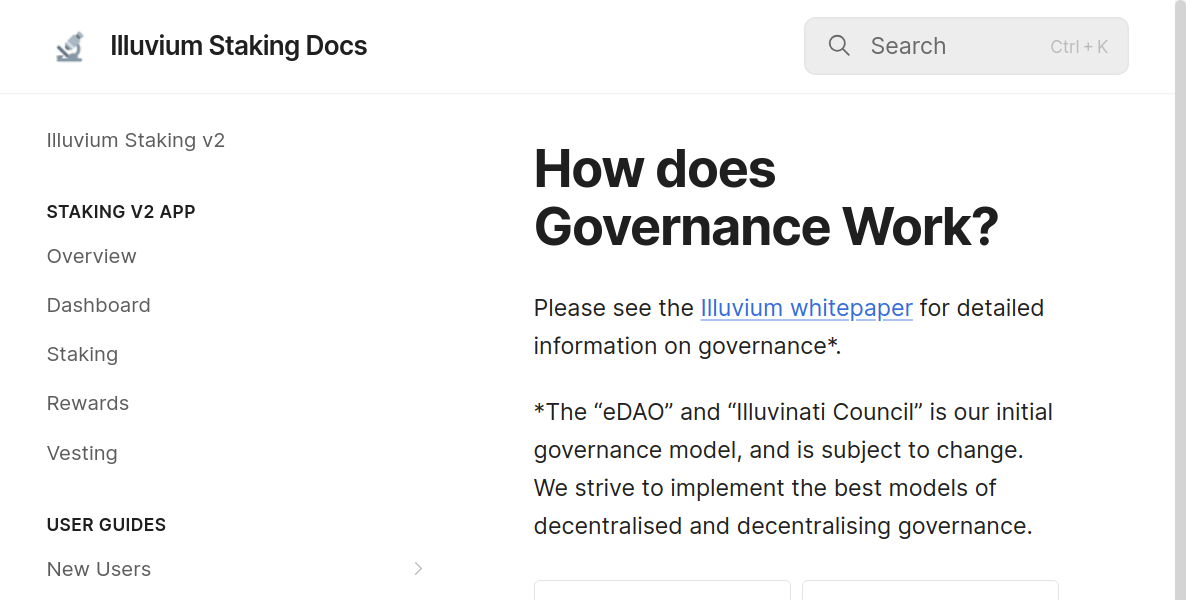 Illuvium Staking Docs
Search
Ctrl + K
Illuvium Staking v2
STAKING V2 APP
Overview
Dashboard
Staking
Rewards
Vesting
USER GUIDES
New Users
How does
Governance Work?
Please see the Illuvium whitepaper for detailed
information on governance*.
*The “eDAO” and “Illuvinati Council” is our initial
governance model, and is subject to change.
We strive to implement the best models of
decentralised and decentralising governance.